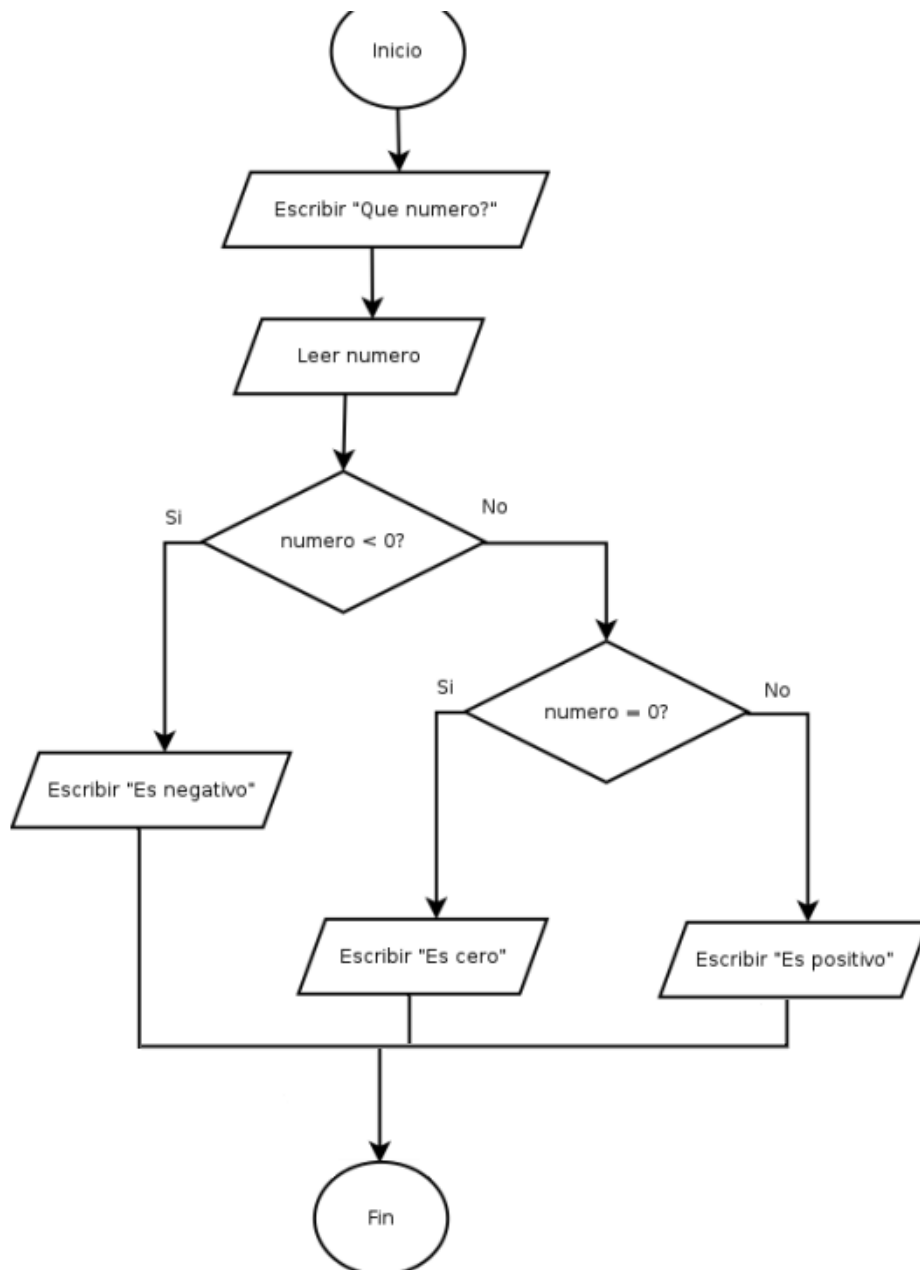 Inicio
Escribir "Que numero?"
Leer numero
Si
No
numero < 0?
Si
No
numero = 0?
Escribir "Es negativo"
Escribir "Es cero"
Escribir "Es positivo"
Fin